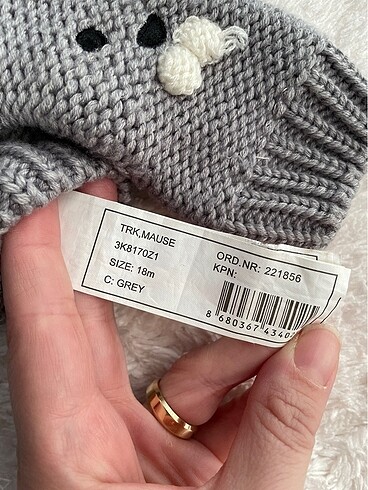 TRK,MAUSE
3K8170Z1
SIZE: 18m
C: GREY
ORD.NR: 221856
KPN:
8 680367 4340